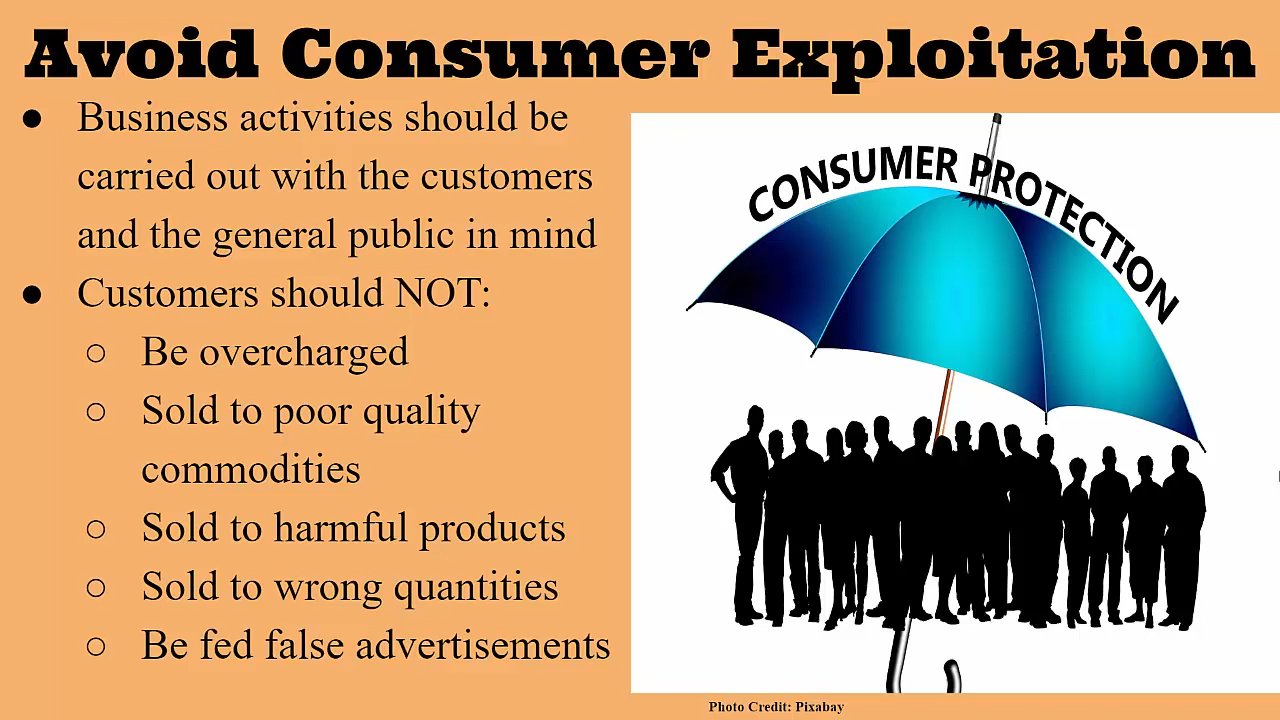 Avoid Consumer Exploitation
● Business activities should be
carried out with the customers
and the general public in mind
● Customers should NOT:
○ Be overcharged
○ Sold to poor quality
commodities
○ Sold to harmful products
○ Sold to wrong quantities
○ Be fed false advertisements
CONSUMER PROTECTION
Photo Credit: Pixabay